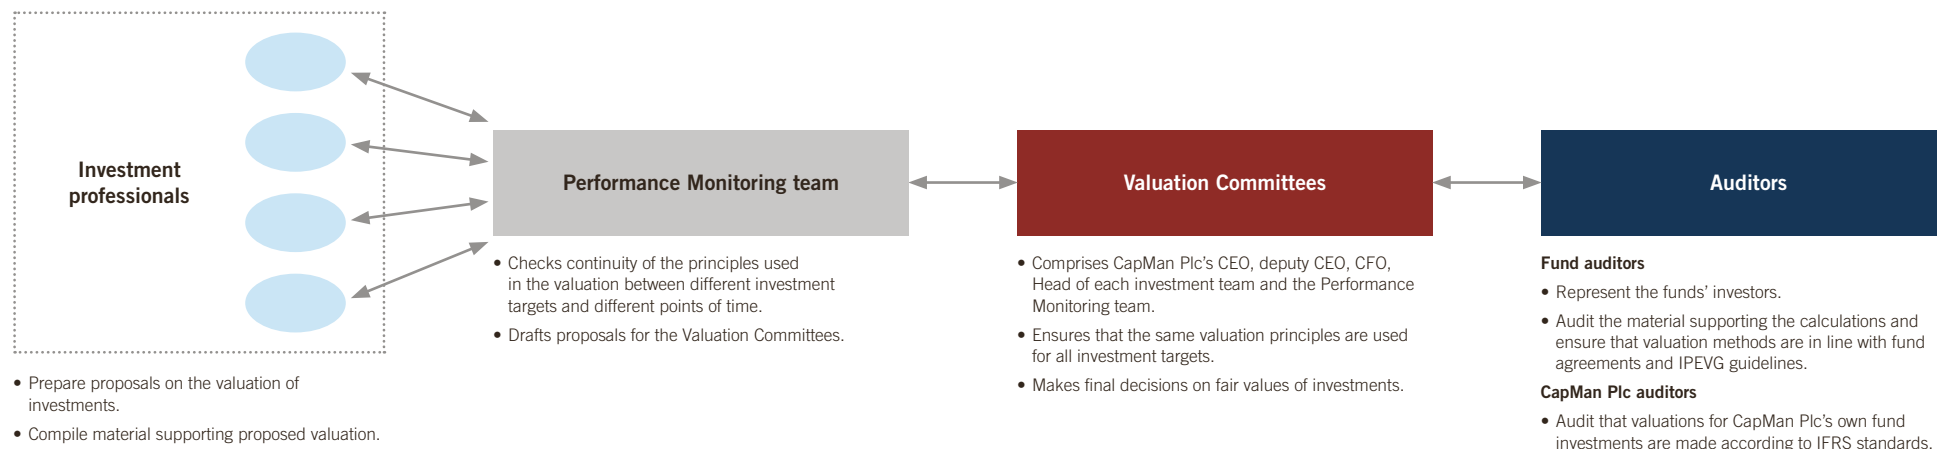 Investment
professionals
• Prepare proposals on the valuation of
investments.
• Compile material supporting proposed valuation.
Performance Monitoring team
• Checks continuity of the principles used
in the valuation between different investment
targets and different points of time.
• Drafts proposals for the Valuation Committees.
Valuation Committees
• Comprises CapMan Plc's CEO, deputy CEO, CFO,
Head of each investment team and the Performance
Monitoring team.
• Ensures that the same valuation principles are used
for all investment targets.
• Makes final decisions on fair values of investments.
Auditors
Fund auditors
• Represent the funds' investors.
• Audit the material supporting the calculations and
ensure that valuation methods are in line with fund
agreements and IPEVG guidelines.
CapMan Plc auditors
• Audit that valuations for CapMan Plc's own fund
investments are made according to IFRS standards.